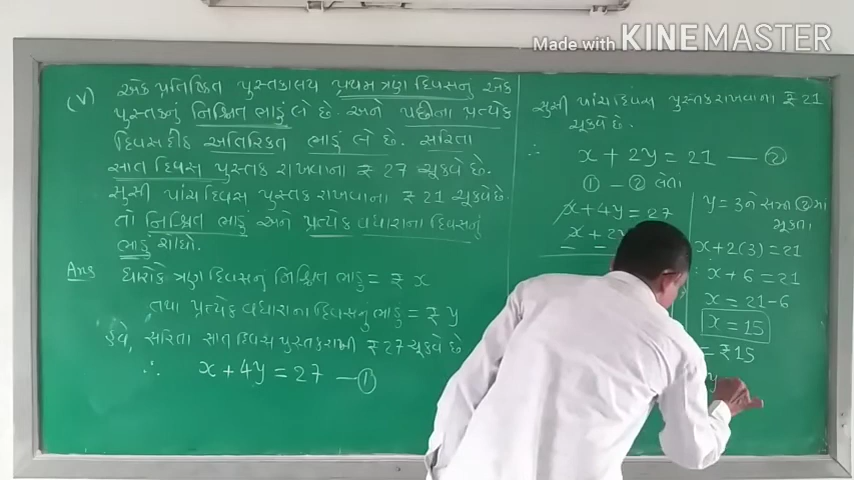 Made with KINEMASTER
(V) એક પ્રતિષ્ઠિત પુસ્તકાલય પ્રથમ ત્રણ દિવસનું એક
પુસ્તકનું નિશ્ચિત ભાડું લે છે. અને પછીના પ્રત્યેક
દિવસ દીઠ અતિરિક્ત ભાડું લે છે. સરિતા
સાત દિવસ પુસ્તક રાખવાના ₹ 27 ચૂકવે છે.
સુસી પાંચ દિવસ પુસ્તક રાખવાના ₹ 21 ચૂકવે છે
તો નિશ્ચિત ભાડું અને પ્રત્યેક વધારાના દિવસનું
ભાડું શોધો.
Ans ધારોકે ત્રણ દિવસનું નિશ્ચિત ભાડું = ₹ x
તથા પ્રત્યેક વધારાના દિવસનું ભાડું = ₹ y
હવે, સરિતા સાત દિવસ પુસ્તક રાખી ₹ 27 ચૂકવે છે
∴ x + 4y = 27 — ①
સુસી પાંચ દિવસ પુસ્તક રાખવાના ₹ 21
ચૂકવે છે.
∴ x + 2y = 21 — ②
① — ② લેતાં
x + 4y = 27
x + 2y
— —
y = 3 ને સમી ② માં
મૂકતાં
x + 2(3) = 21
∴ x + 6 = 21
x = 21 - 6
x = 15
= ₹ 15
y